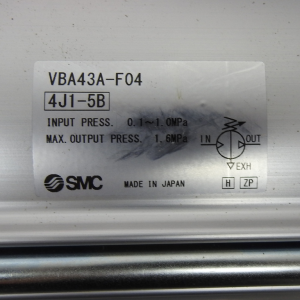 VBA43A-F04
4J1-5B
INPUT PRESS. 0.1~1.0MPa
MAX. OUTPUT PRESS. 1.6MPa
IN OUT
EXH
SMC MADE IN JAPAN H ZP